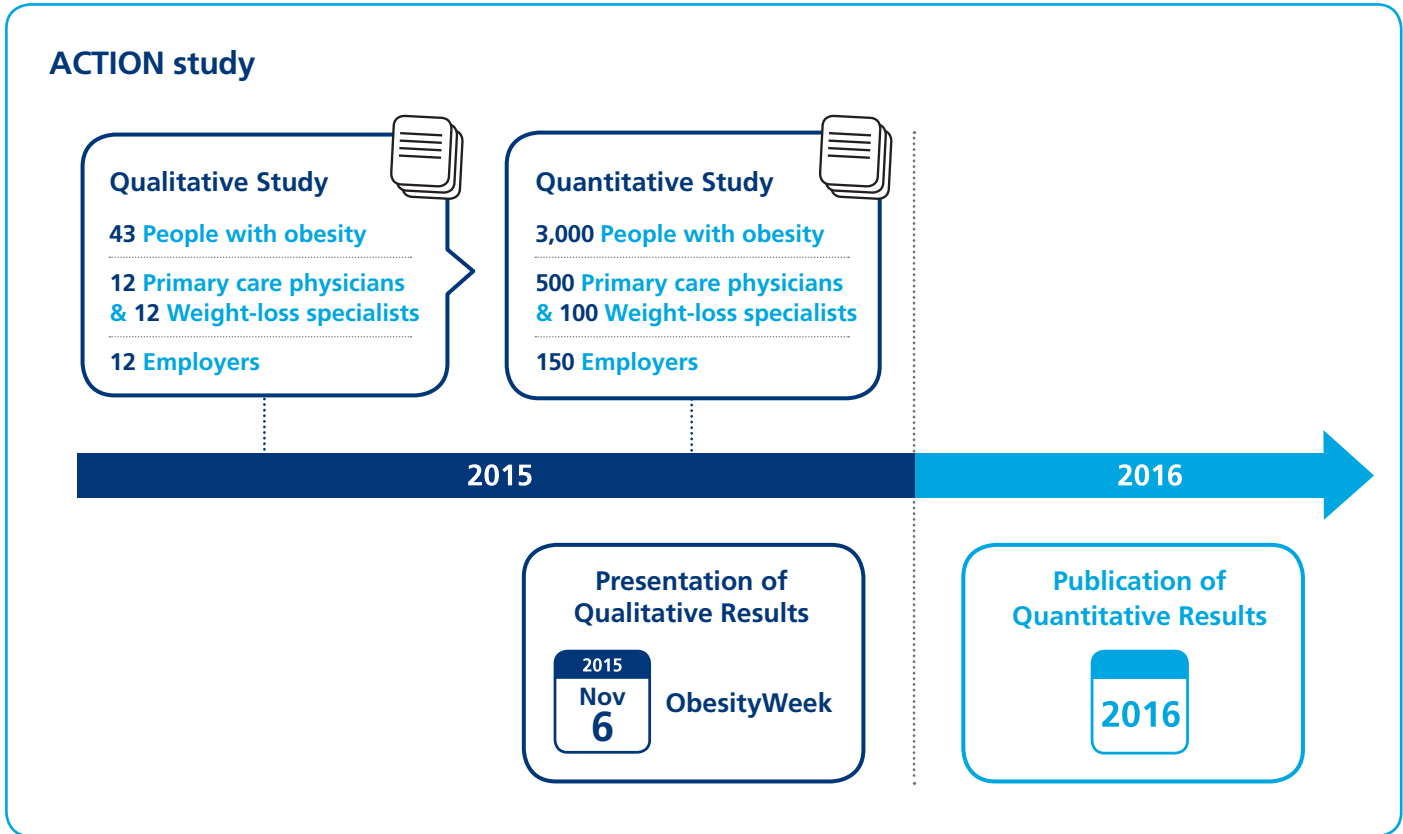 ACTION study
Qualitative Study
43 People with obesity
12 Primary care physicians
& 12 Weight-loss specialists
12 Employers
Quantitative Study
3,000 People with obesity
500 Primary care physicians
& 100 Weight-loss specialists
150 Employers
2015
2016
Presentation of
Qualitative Results
2015
Nov
6
ObesityWeek
Publication of
Quantitative Results
2016